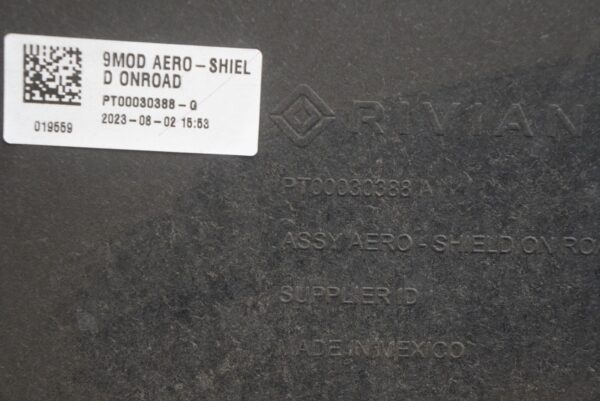 9MOD AERO-SHIEL
D ONROAD
PT00030388-G
2023-08-02 15:53
019559
RIVIAN
PT00030388 A
ASSY, AERO - SHIELD ON RO
SUPPLIER ID
MADE IN MEXICO